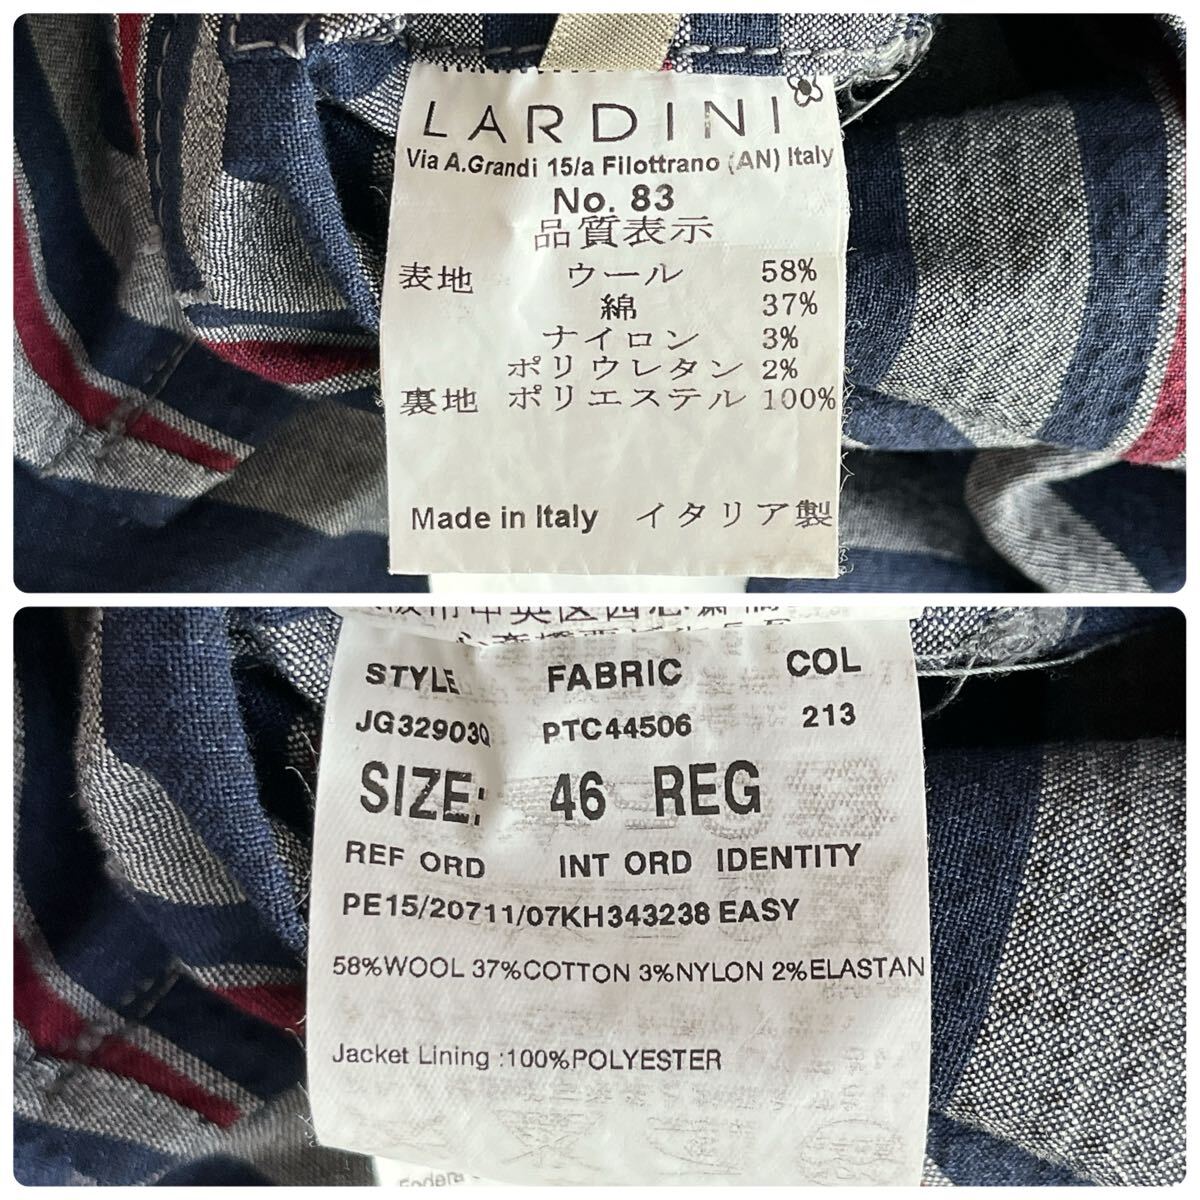 LARDINI
Via A.Grandi 15/a Filottrano (AN) Italy
No. 83
品質表示
表地 ウール 58%
綿 37%
ナイロン 3%
ポリウレタン 2%
裏地 ポリエステル 100%
Made in Italy イタリア製
STYLE FABRIC COL
JG32903Q PTC44506 213
SIZE: 46 REG
REF ORD INT ORD IDENTITY
PE15/20711/07KH343238 EASY
58%WOOL 37%COTTON 3%NYLON 2%ELASTAN
Jacket Lining :100%POLYESTER
Fodera